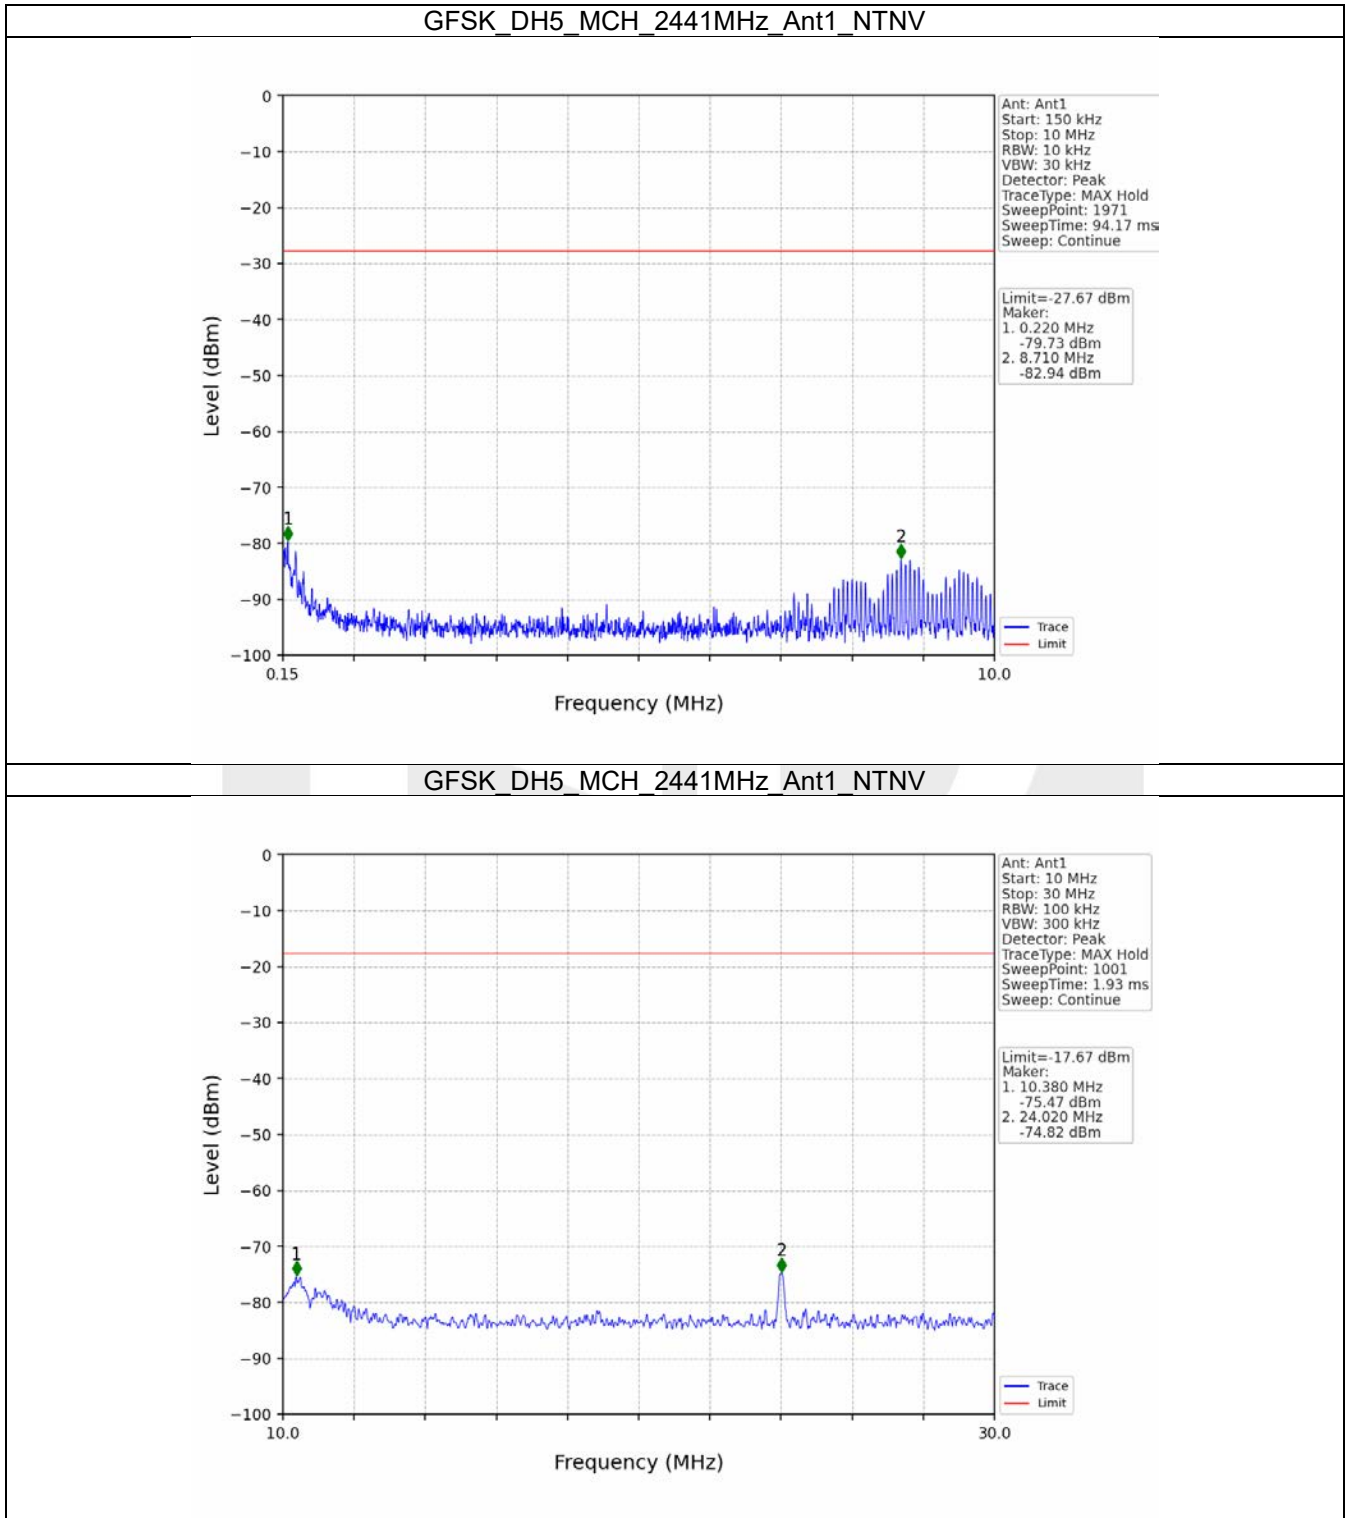 GFSK_DH5_MCH_2441MHz_Ant1_NTNV
0
−10
−20
−30
−40
−50
−60
−70
−80
−90
−100
Level (dBm)
1
2
0.15
10.0
Frequency (MHz)
Ant: Ant1
Start: 150 kHz
Stop: 10 MHz
RBW: 10 kHz
VBW: 30 kHz
Detector: Peak
TraceType: MAX Hold
SweepPoint: 1971
SweepTime: 94.17 ms
Sweep: Continue
Limit=-27.67 dBm
Maker:
1. 0.220 MHz
-79.73 dBm
2. 8.710 MHz
-82.94 dBm
Trace
Limit
GFSK_DH5_MCH_2441MHz_Ant1_NTNV
0
−10
−20
−30
−40
−50
−60
−70
−80
−90
−100
Level (dBm)
1
2
10.0
30.0
Frequency (MHz)
Ant: Ant1
Start: 10 MHz
Stop: 30 MHz
RBW: 100 kHz
VBW: 300 kHz
Detector: Peak
TraceType: MAX Hold
SweepPoint: 1001
SweepTime: 1.93 ms
Sweep: Continue
Limit=-17.67 dBm
Maker:
1. 10.380 MHz
-75.47 dBm
2. 24.020 MHz
-74.82 dBm
Trace
Limit